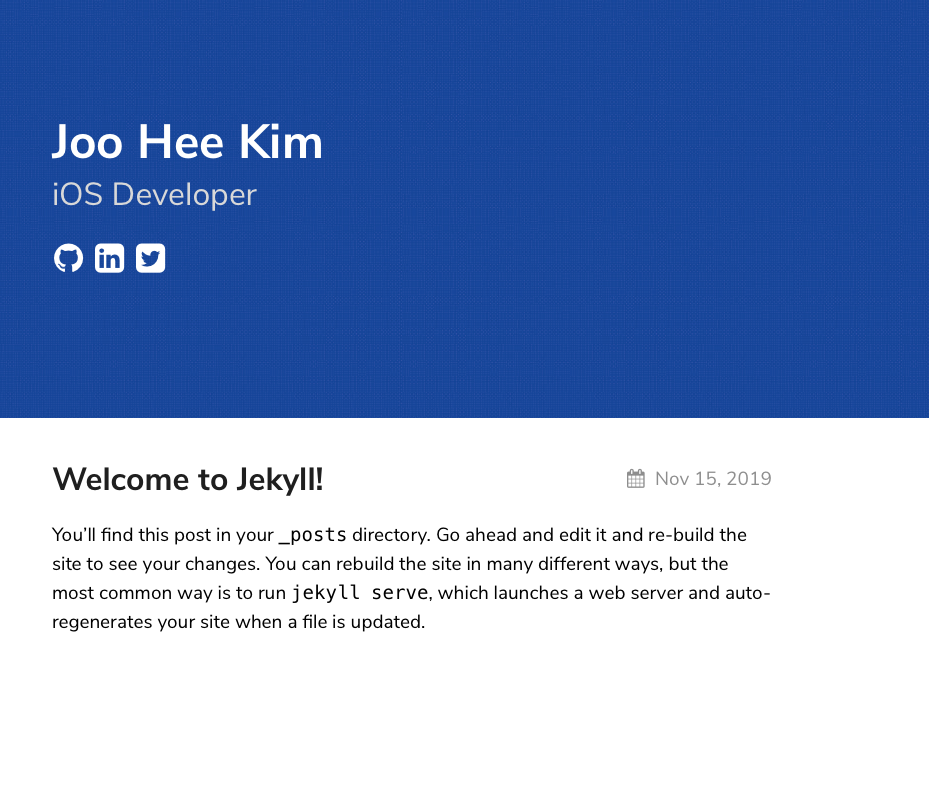 Joo Hee Kim
iOS Developer
Welcome to Jekyll!
Nov 15, 2019
You’ll find this post in your _posts directory. Go ahead and edit it and re-build the
site to see your changes. You can rebuild the site in many different ways, but the
most common way is to run jekyll serve, which launches a web server and auto-
regenerates your site when a file is updated.